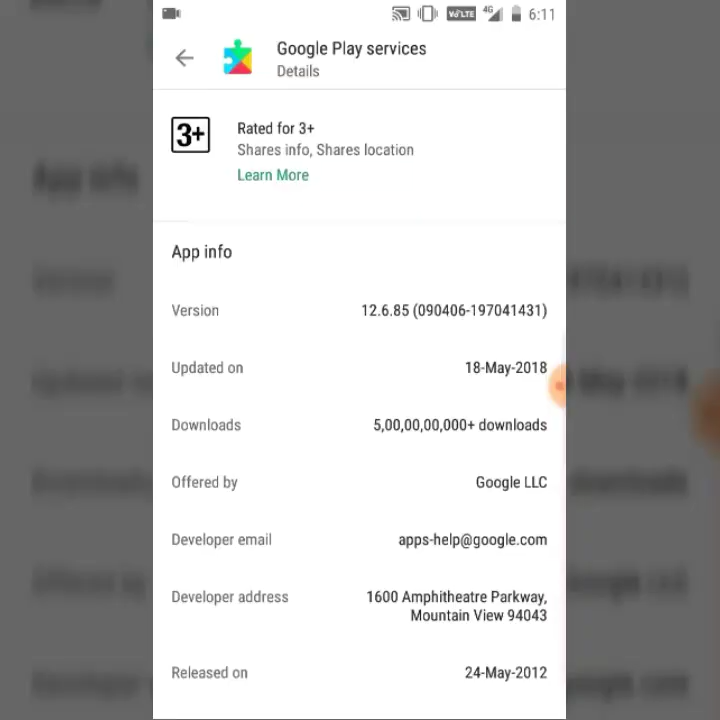 VoLTE 4G 6:11
Google Play services
Details
3+
Rated for 3+
Shares info, Shares location
Learn More
App info
Version 12.6.85 (090406-197041431)
Updated on 18-May-2018
Downloads 5,00,00,00,000+ downloads
Offered by Google LLC
Developer email apps-help@google.com
Developer address 1600 Amphitheatre Parkway,
Mountain View 94043
Released on 24-May-2012